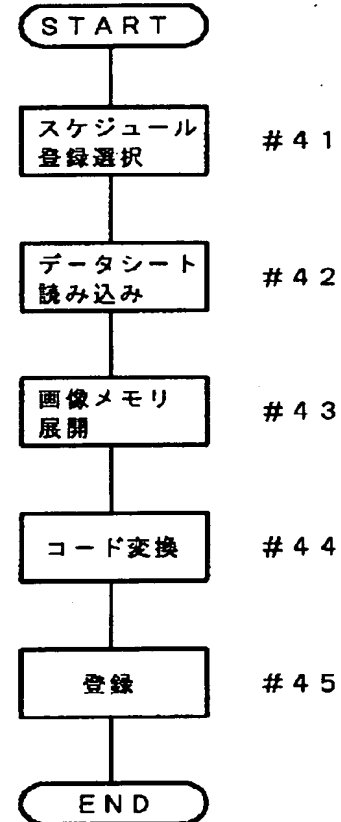 START
スケジュール
登録選択
#41
データシート
読み込み
#42
画像メモリ
展開
#43
コード変換
#44
登録
#45
END